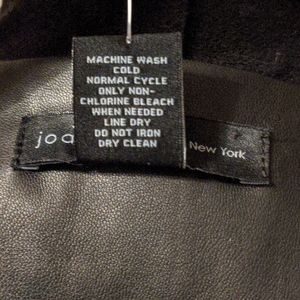 MACHINE WASH
COLD
NORMAL CYCLE
ONLY NON-
CHLORINE BLEACH
WHEN NEEDED
LINE DRY
DO NOT IRON
DRY CLEAN
joa New York